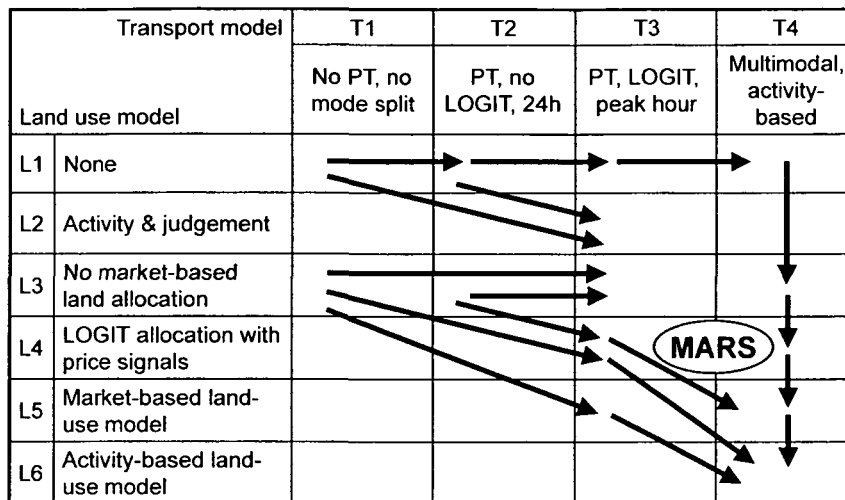 Transport model
T1
T2
T3
T4
Land use model
No PT, no
mode split
PT, no
LOGIT, 24h
PT, LOGIT,
peak hour
Multimodal,
activity-
based
L1 None
L2 Activity & judgement
L3 No market-based
land allocation
L4 LOGIT allocation with
price signals
MARS
L5 Market-based land-
use model
L6 Activity-based land-
use model